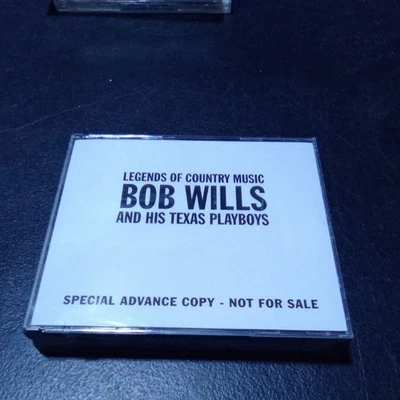 LEGENDS OF COUNTRY MUSIC
BOB WILLS
AND HIS TEXAS PLAYBOYS
SPECIAL ADVANCE COPY - NOT FOR SALE